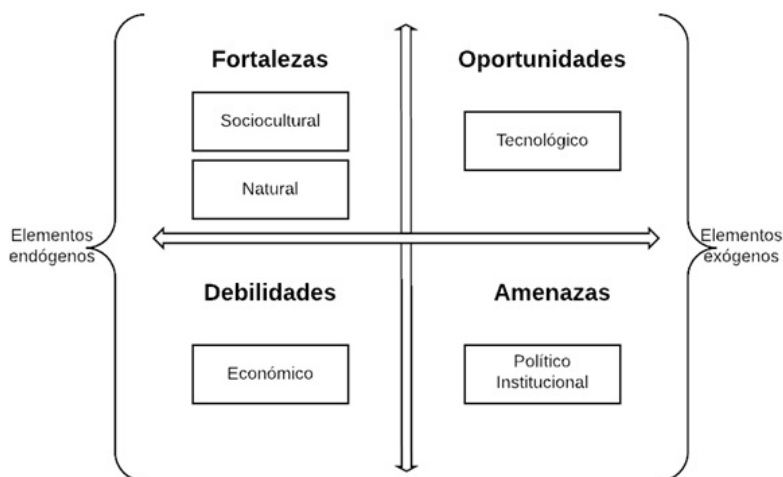 Fortalezas
Oportunidades
Sociocultural
Tecnológico
Natural
Elementos
endógenos
Elementos
exógenos
Debilidades
Amenazas
Económico
Político
Institucional